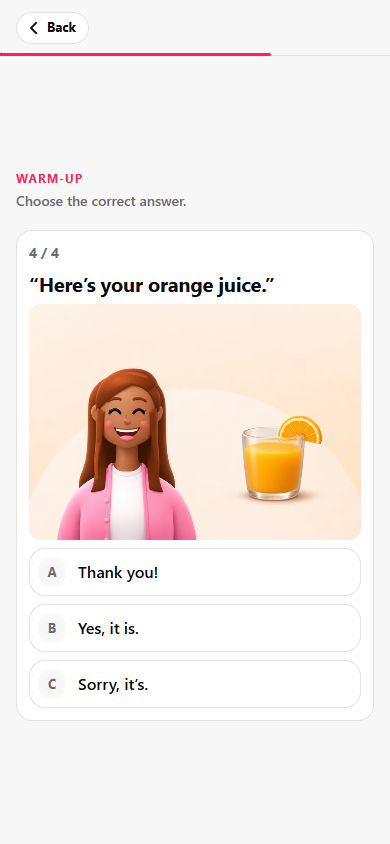 Back
WARM-UP
Choose the correct answer.
4 / 4
“Here’s your orange juice.”
A Thank you!
B Yes, it is.
C Sorry, it’s.